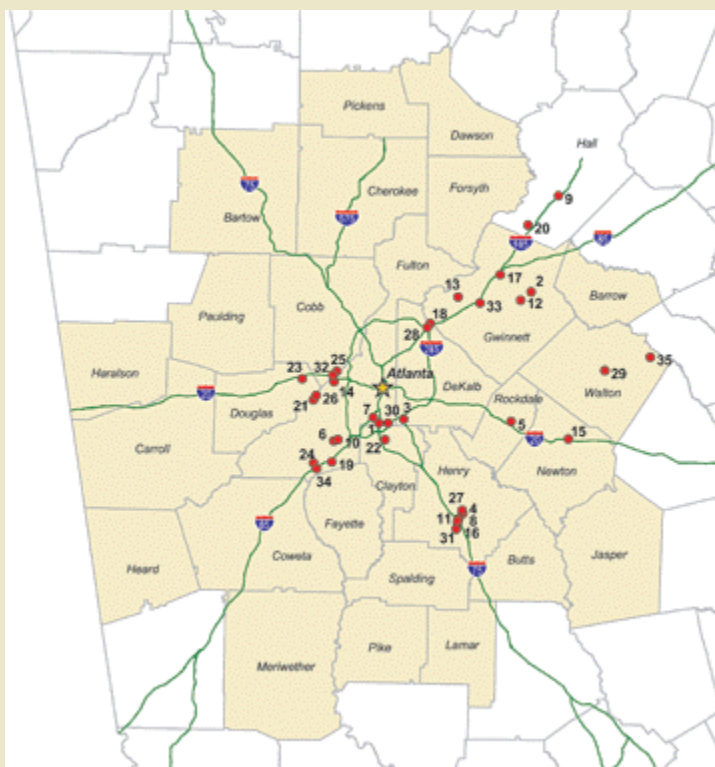 Pickens
Dawson
Hall
75
Cherokee
Forsyth
9
575
Bartow
20
985
85
Fulton
17
13
2
Barrow
Cobb
33
12
Paulding
18
Gwinnett
28
285
35
Haralson
25
32
23
Atlanta
29
20
14
DeKalb
Walton
Douglas
26
21
Rockdale
7
30
3
5
1
6
10
22
20
15
Carroll
24
19
Henry
Newton
34
Clayton
27
4
85
Fayette
11
8
31
16
Coweta
Heard
75
Butts
Jasper
Spalding
Meriwether
Pike
Lamar